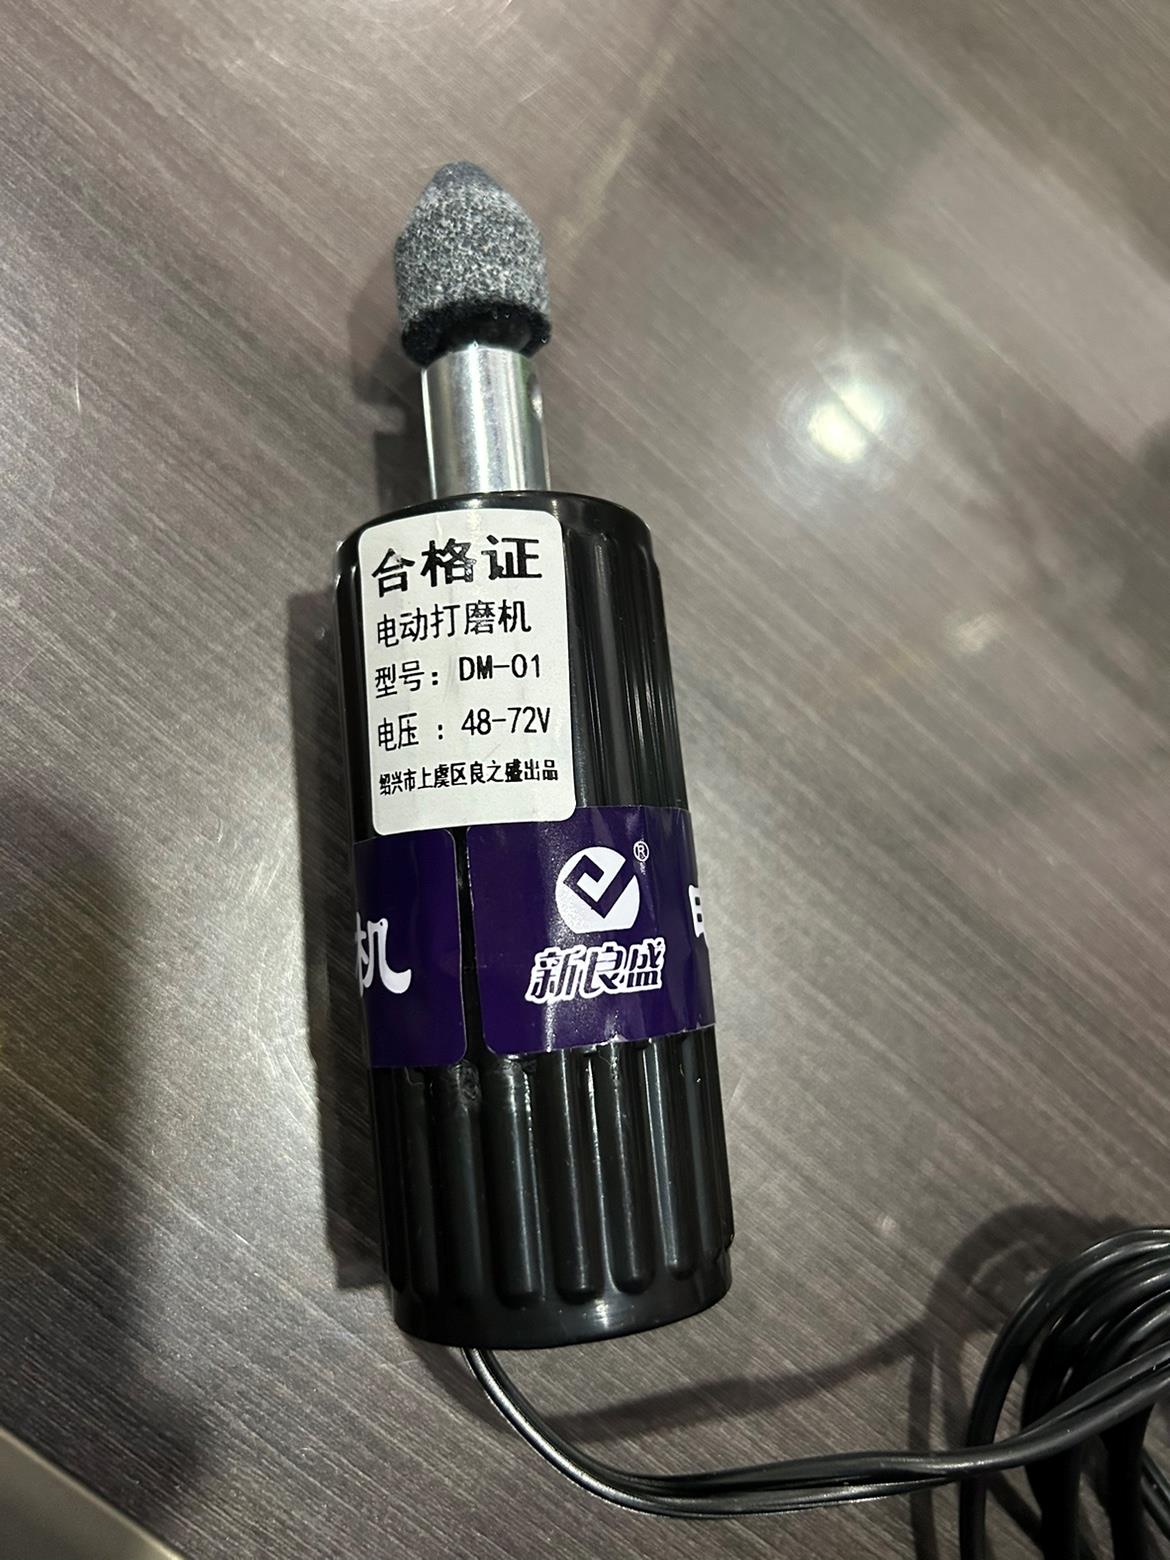 合格证
电动打磨机
型号：DM-01
电压：48-72V
绍兴市上虞区良之盛出品
®
新良盛
机